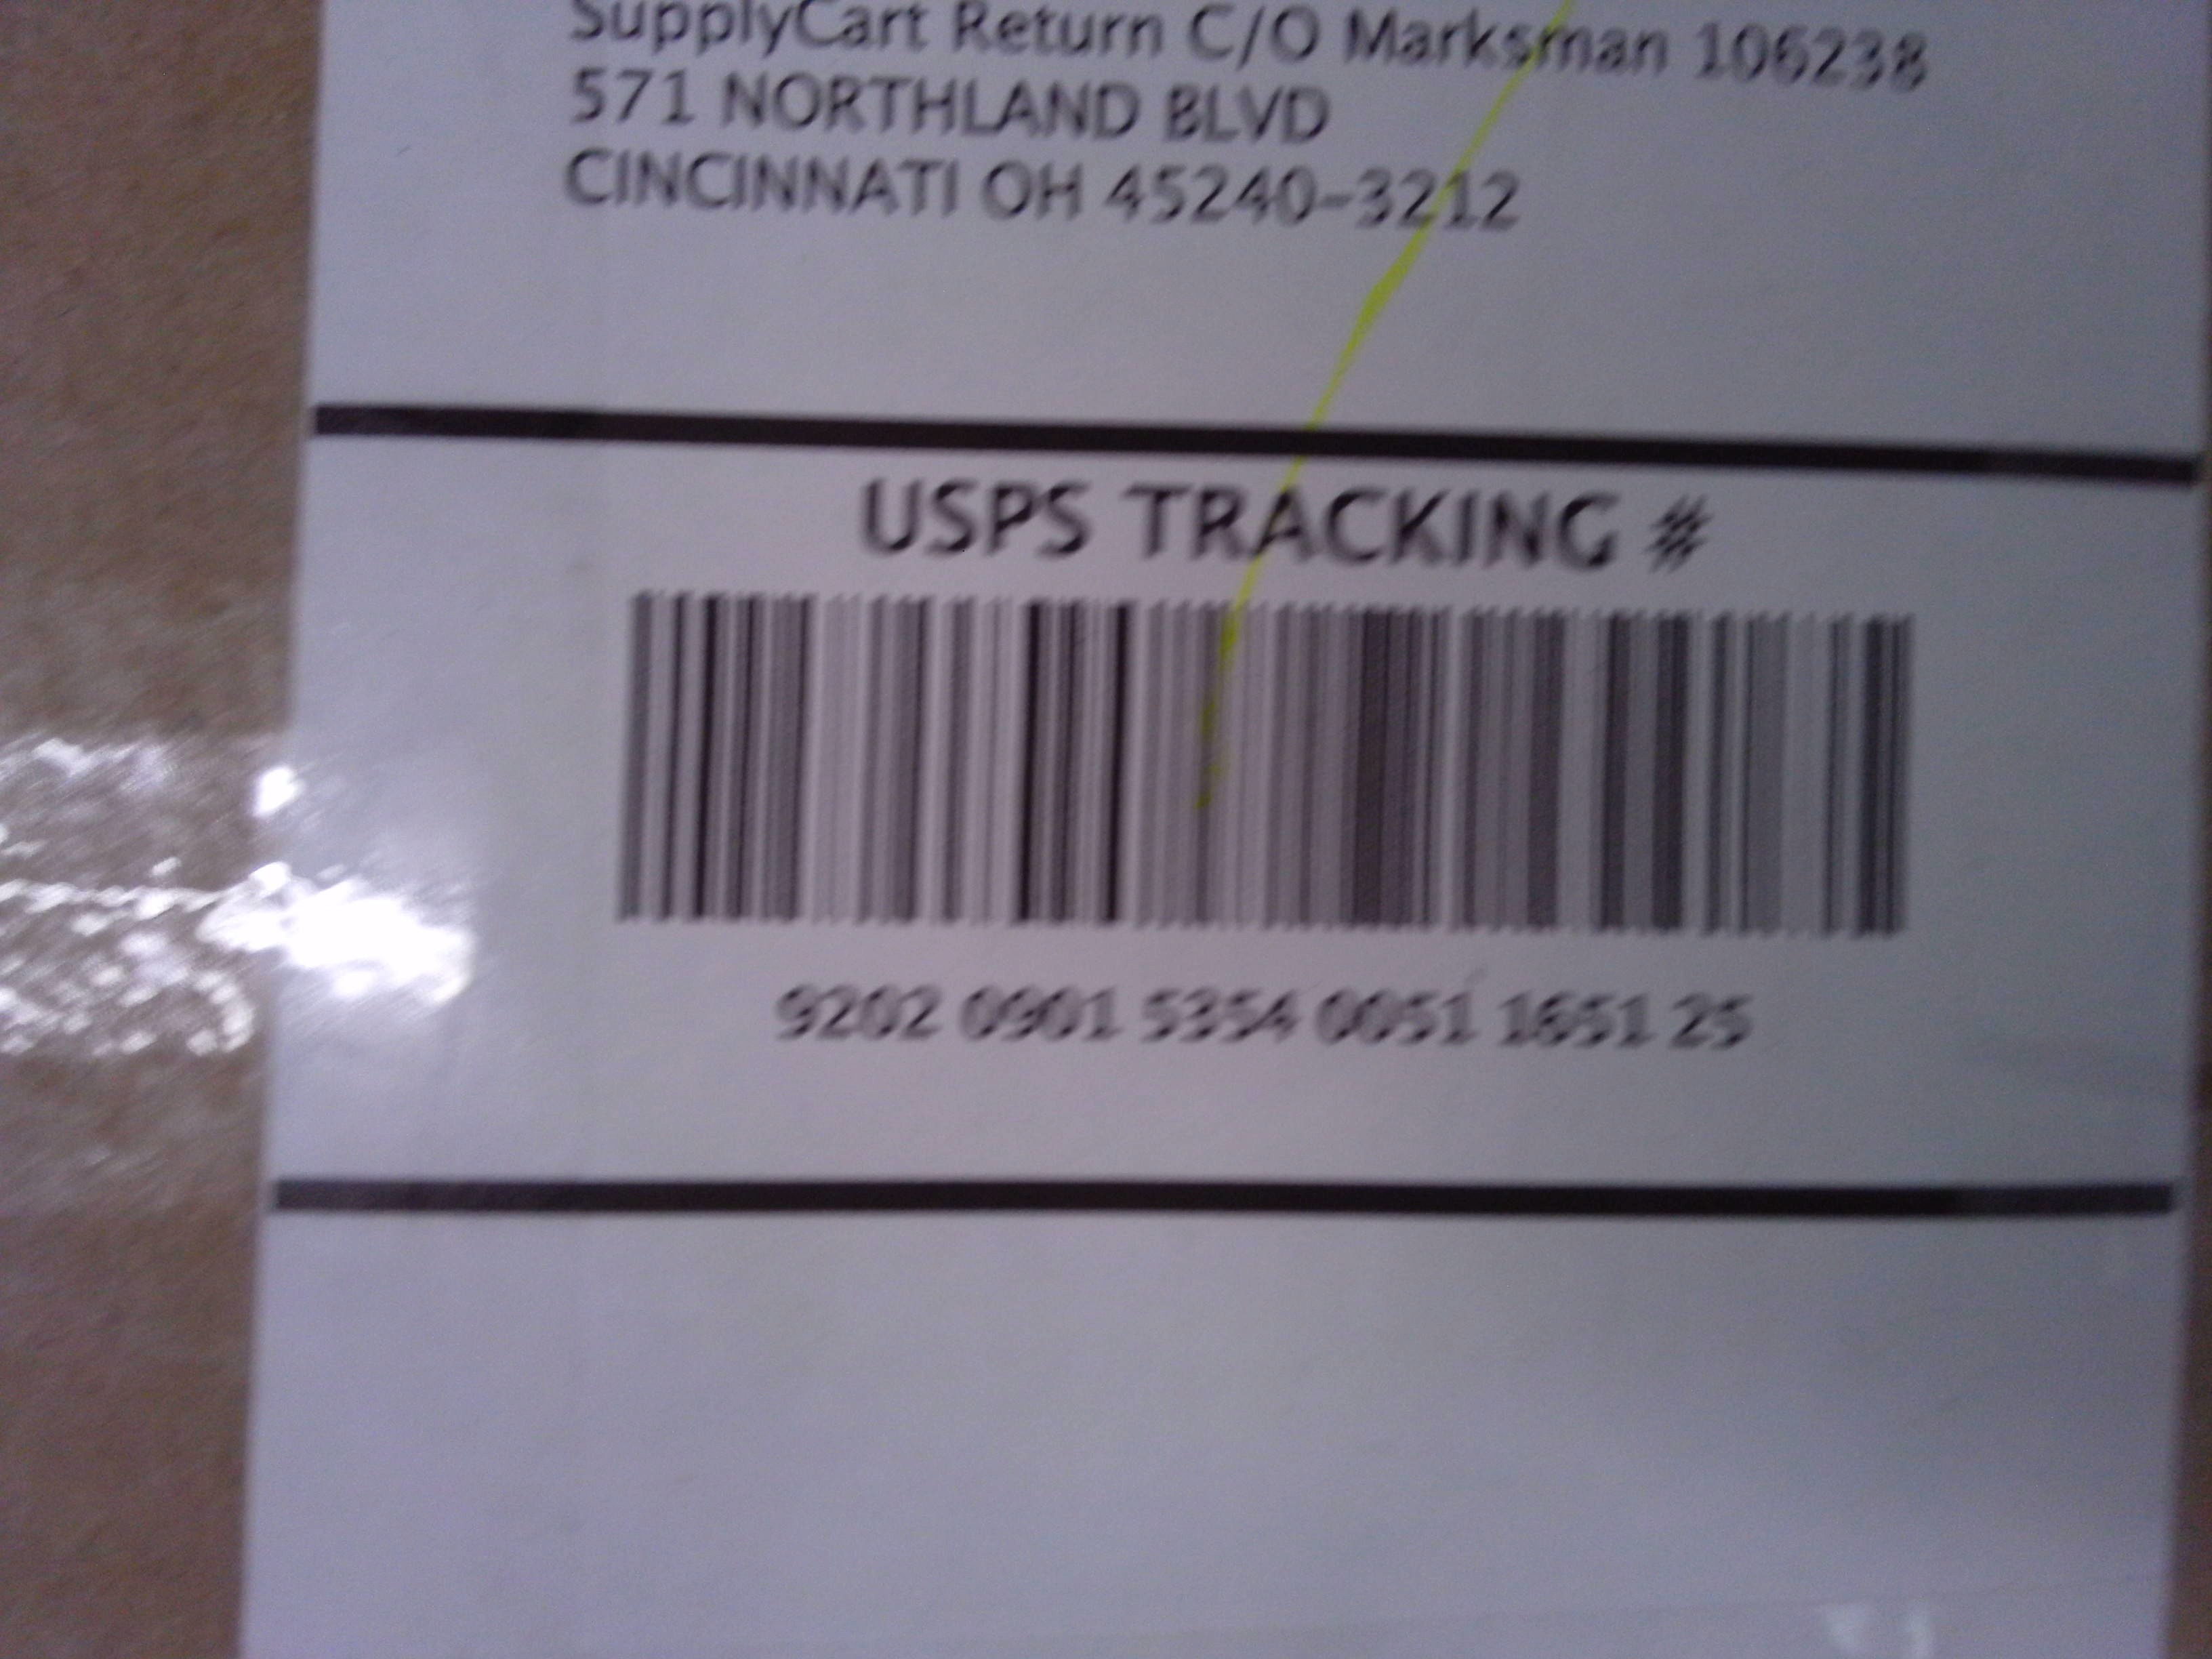 SupplyCart Return C/O Marksman 106238
571 NORTHLAND BLVD
CINCINNATI OH 45240-3212
USPS TRACKING #
9202 0901 5354 0051 1651 25